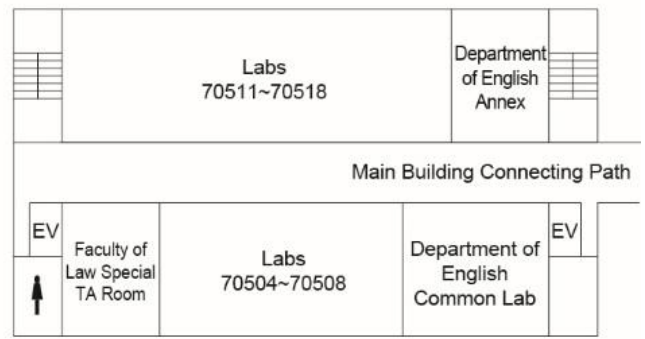 Labs
70511~70518
Department
of English
Annex
Main Building Connecting Path
EV
Faculty of
Law Special
TA Room
Labs
70504~70508
Department of
English
Common Lab
EV